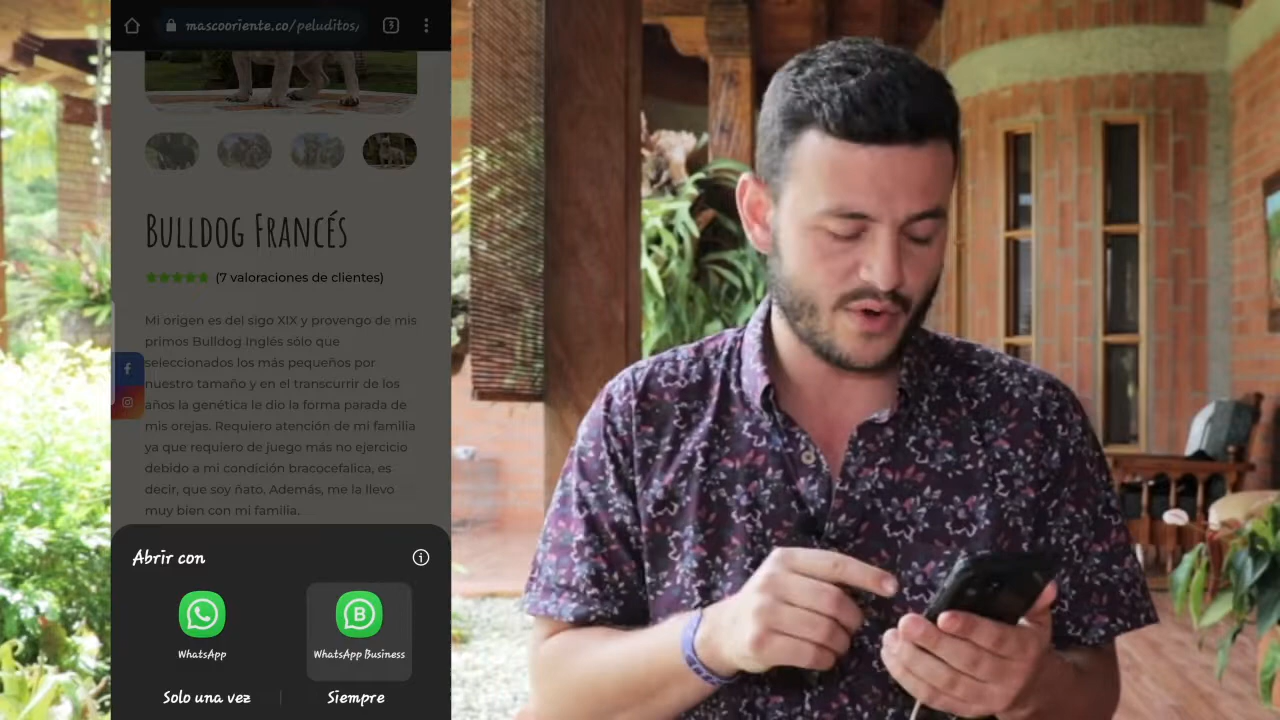 mascooriente.co/peluditos/
3
Bulldog Francés
(7 valoraciones de clientes)
Mi origen es del sigo XIX y provengo de mis
primos Bulldog Inglés sólo que
seleccionados los más pequeños por
nuestro tamaño y en el transcurrir de los
años la genética le dio la forma parada de
mis orejas. Requiero atención de mi familia
ya que requiero de juego más no ejercicio
debido a mi condición bracocefalica, es
decir, que soy ñato. Además, me la llevo
muy bien con mi familia.
Abrir con
WhatsApp
WhatsApp Business
Solo una vez
Siempre